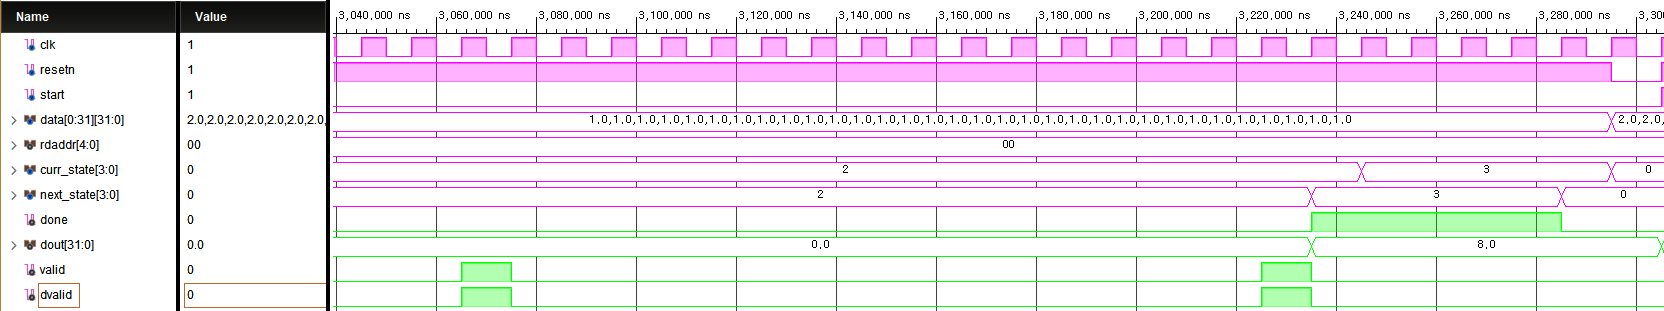 Name Value 3,040,000 ns 3,060,000 ns 3,080,000 ns 3,100,000 ns 3,120,000 ns 3,140,000 ns 3,160,000 ns 3,180,000 ns 3,200,000 ns 3,220,000 ns 3,240,000 ns 3,260,000 ns 3,280,000 ns
clk 1
resetn 1
start 1
data[0:31][31:0] 2.0,2.0,2.0,2.0,2.0,2.0,2.0, 1.0,1.0,1.0,1.0,1.0,1.0,1.0,1.0,1.0,1.0,1.0,1.0,1.0,1.0,1.0,1.0,1.0,1.0,1.0,1.0,1.0,1.0,1.0,1.0,1.0,1.0,1.0,1.0,1.0,1.0,1.0,1.0 2.0,2.0,
rdaddr[4:0] 00 00
curr_state[3:0] 0 2 3 0
next_state[3:0] 0 2 3 0
done 0
dout[31:0] 0.0 0.0 8.0
valid 0
dvalid 0